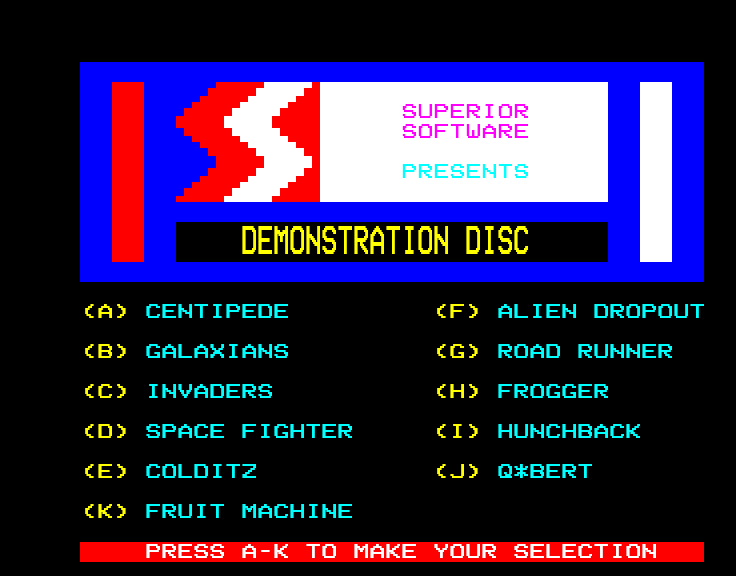 SUPERIOR
SOFTWARE
PRESENTS
DEMONSTRATION DISC
(A) CENTIPEDE (F) ALIEN DROPOUT
(B) GALAXIANS (G) ROAD RUNNER
(C) INVADERS (H) FROGGER
(D) SPACE FIGHTER (I) HUNCHBACK
(E) COLDITZ (J) Q*BERT
(K) FRUIT MACHINE
PRESS A-K TO MAKE YOUR SELECTION